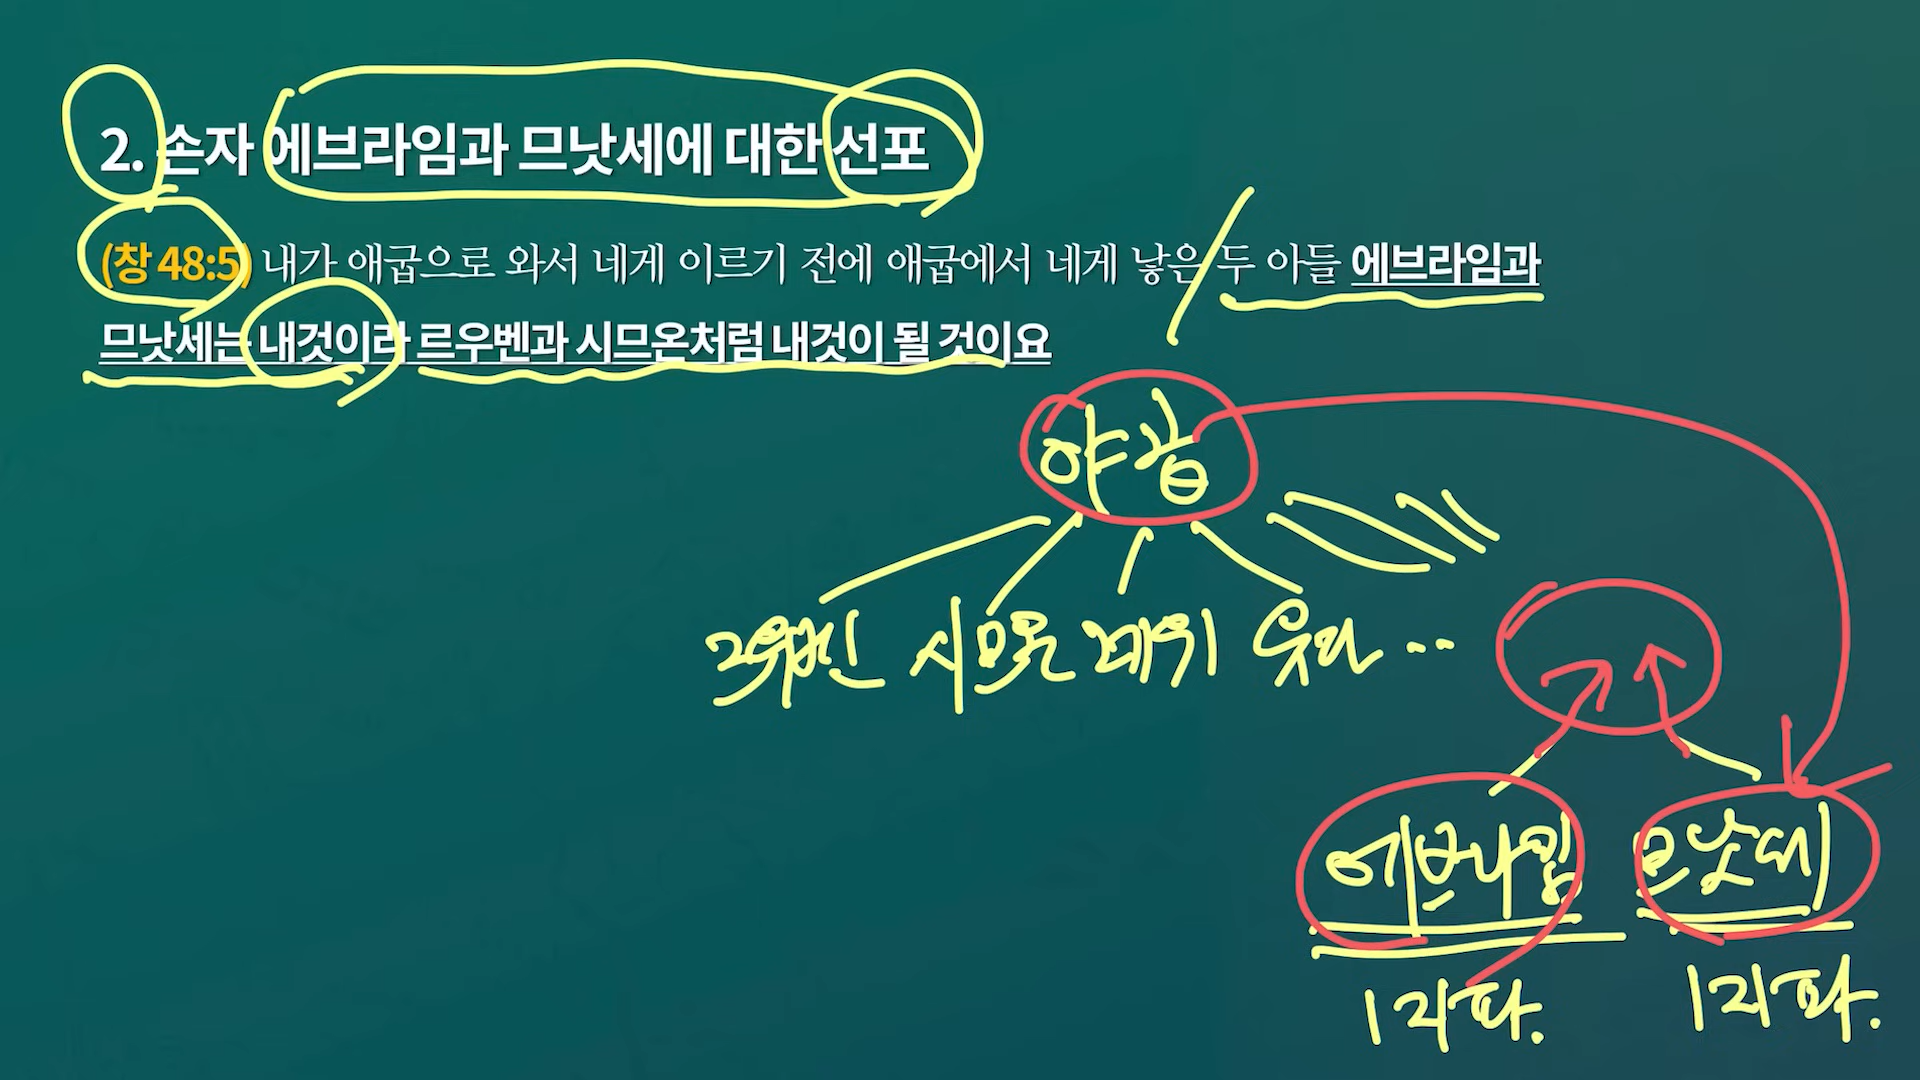 2. 손자 에브라임과 므낫세에 대한 선포
(창 48:5) 내가 애굽으로 와서 네게 이르기 전에 애굽에서 네게 낳은 두 아들 에브라임과
므낫세는 내것이라 르우벤과 시므온처럼 내것이 될 것이요
야곱
르우벤 시므온 레위 유다 ..
에브라임 므낫세
1지파. 1지파.